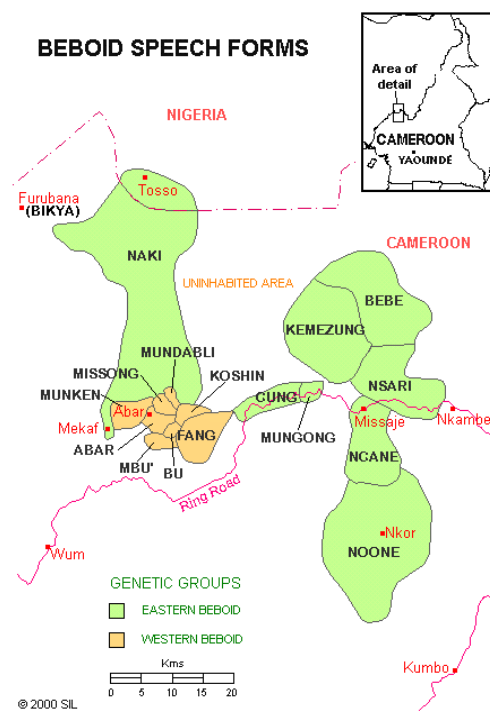 BEBOID SPEECH FORMS
Area of
detail
CAMEROON
YAOUNDÉ
NIGERIA
Tosso
Furubana
(BIKYA)
NAKI
CAMEROON
UNINHABITED AREA
BEBE
KEMEZUNG
MUNDABLI
MISSONG
KOSHIN
MUNKEN
CUNG
NSARI
Abar
Missaje
Nkambe
Mekaf
FANG
MUNGONG
ABAR
NCANE
MBU'
BU
Ring Road
Nkor
Wum
NOONE
GENETIC GROUPS
EASTERN BEBOID
WESTERN BEBOID
Kms
0 5 10 15 20
Kumbo
© 2000 SIL